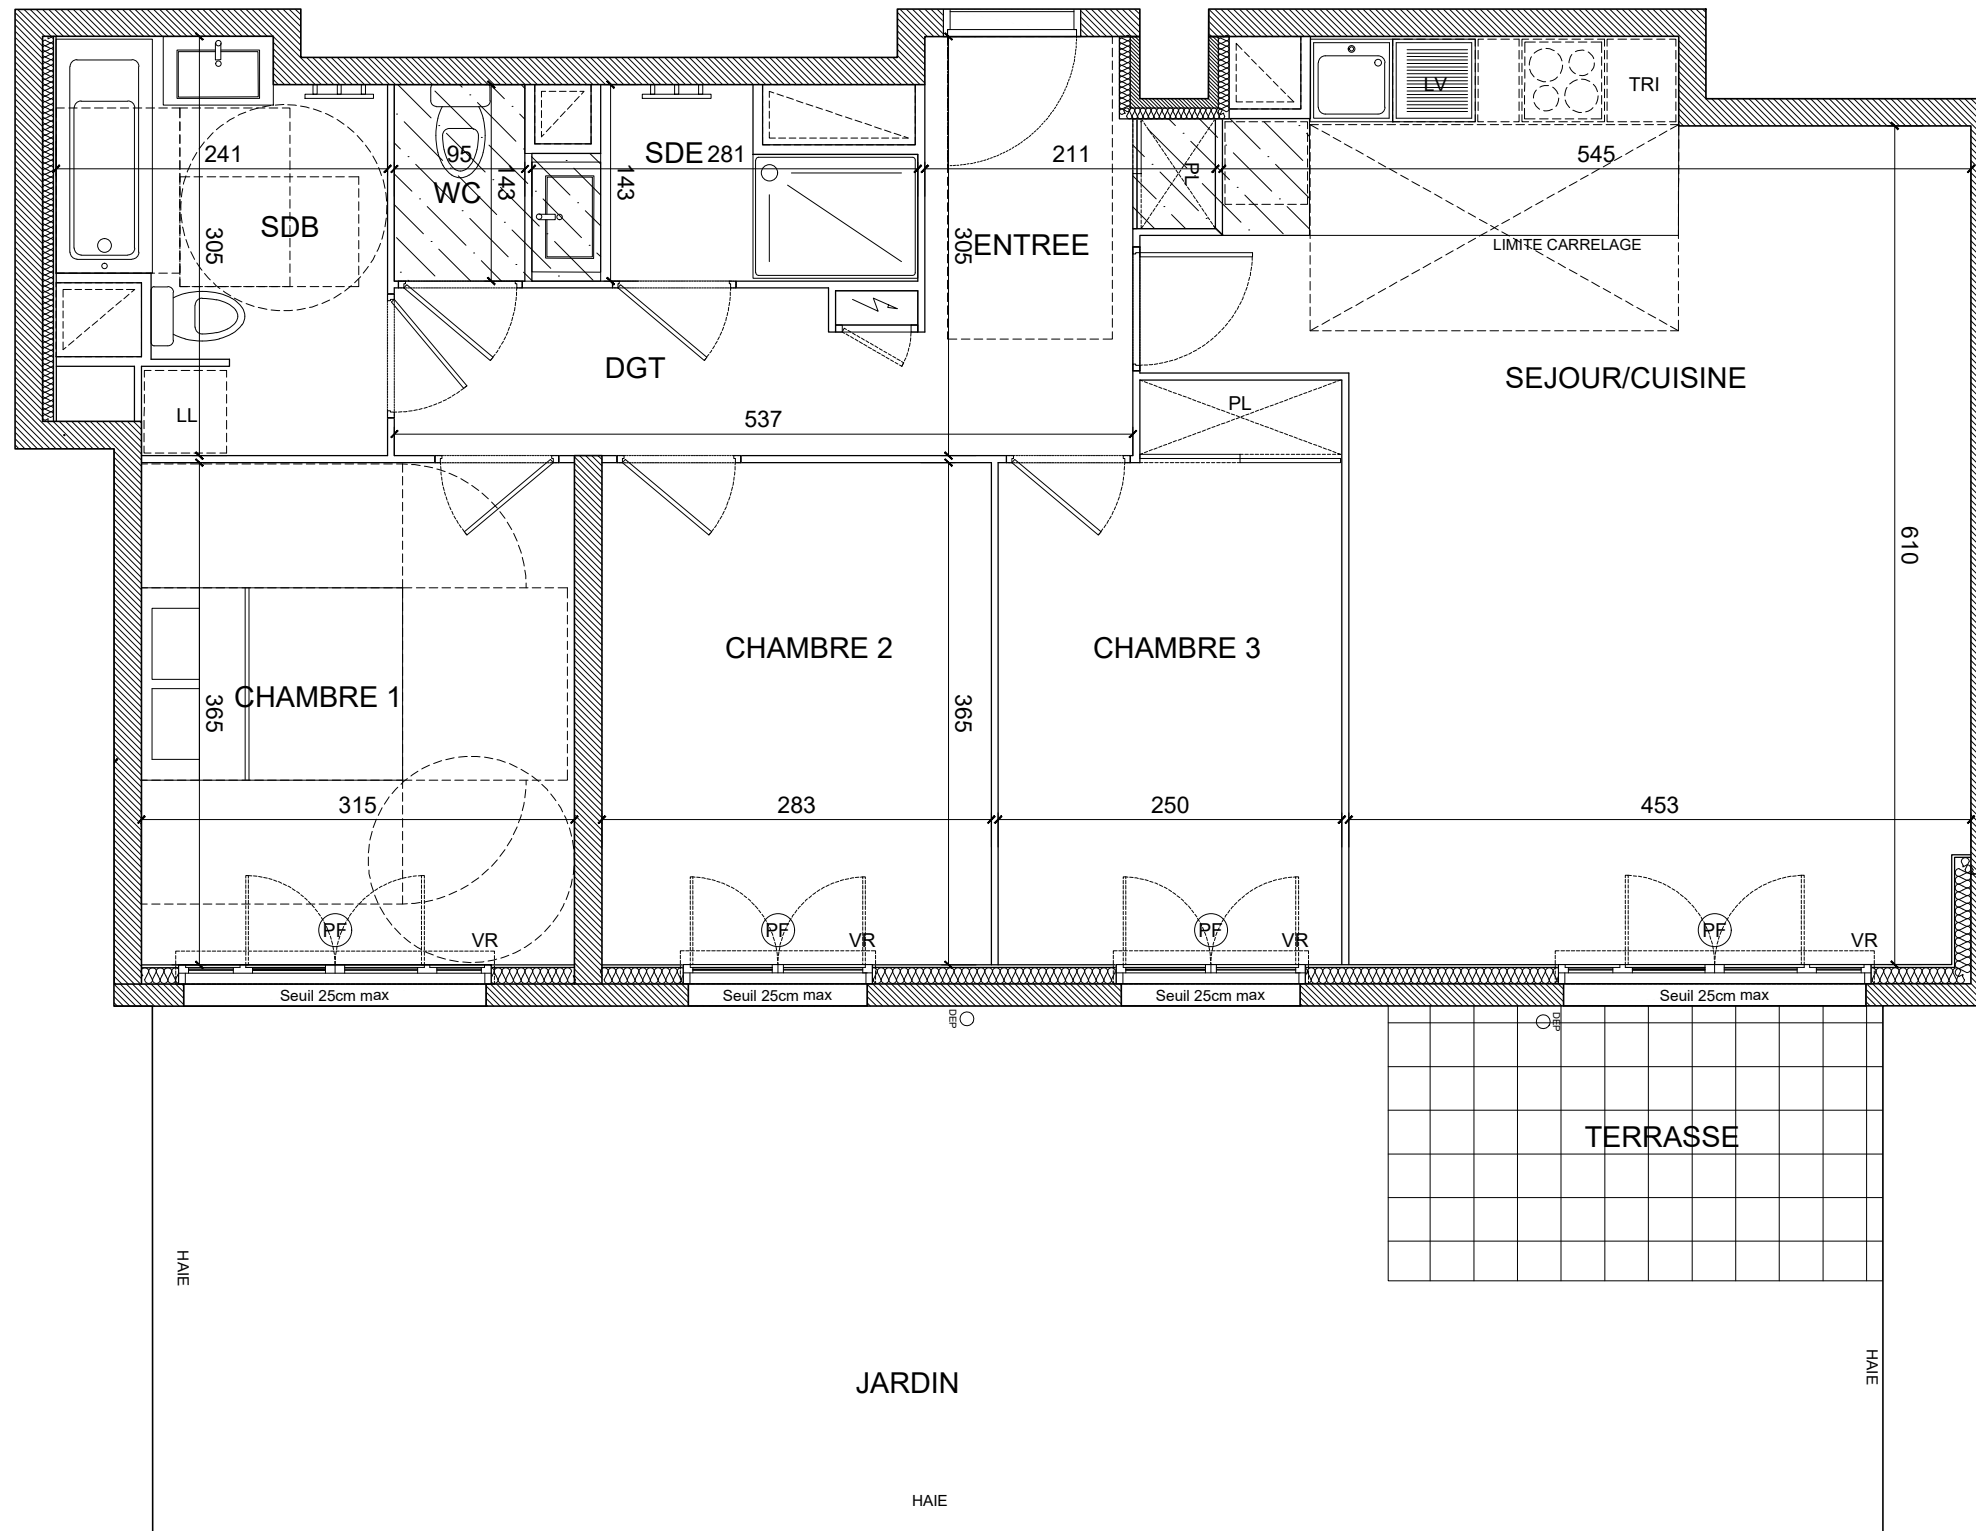 LV
TRI
241
95
SDE
281
211
545
PL
WC
143
143
SDB
305
305
ENTREE
LIMITE CARRELAGE
DGT
SEJOUR/CUISINE
LL
537
PL
610
CHAMBRE 2
CHAMBRE 3
CHAMBRE 1
365
365
315
283
250
453
PF
VR
PF
VR
PF
VR
PF
VR
Seuil 25cm max
Seuil 25cm max
Seuil 25cm max
Seuil 25cm max
DEP
DEP
TERRASSE
HAIE
HAIE
JARDIN
HAIE